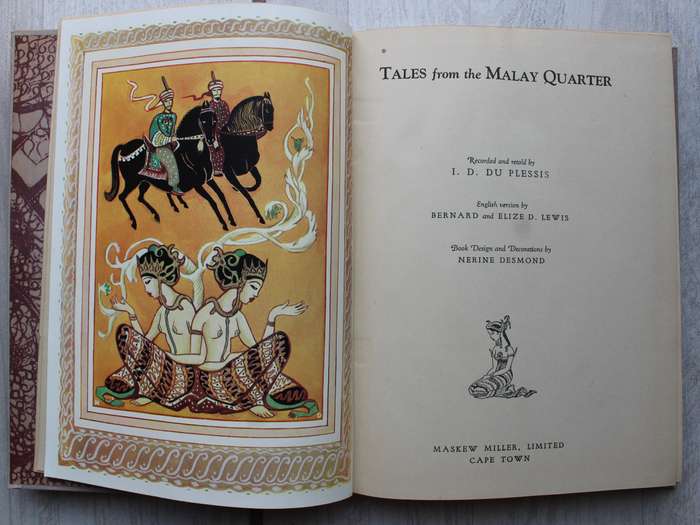 TALES from the MALAY QUARTER
Recorded and retold by
I. D. DU PLESSIS
English version by
BERNARD and ELIZE D. LEWIS
Book Design and Decorations by
NERINE DESMOND
MASKEW MILLER, LIMITED
CAPE TOWN